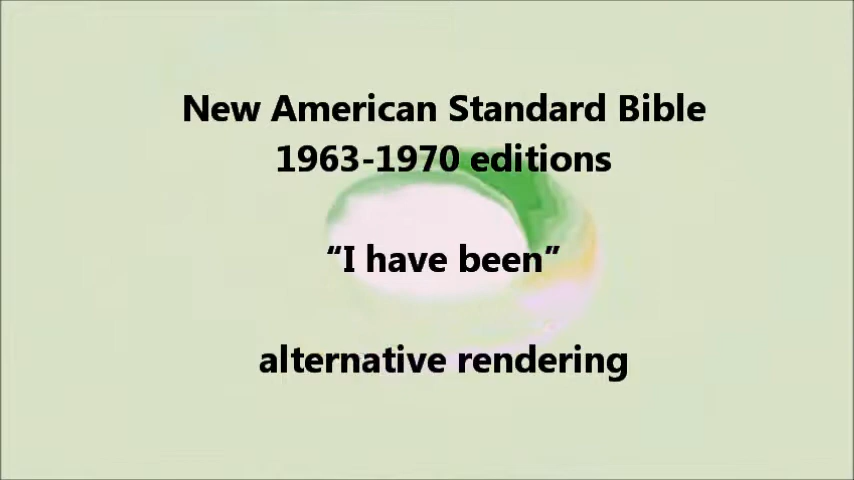 New American Standard Bible
1963-1970 editions
“I have been”
alternative rendering